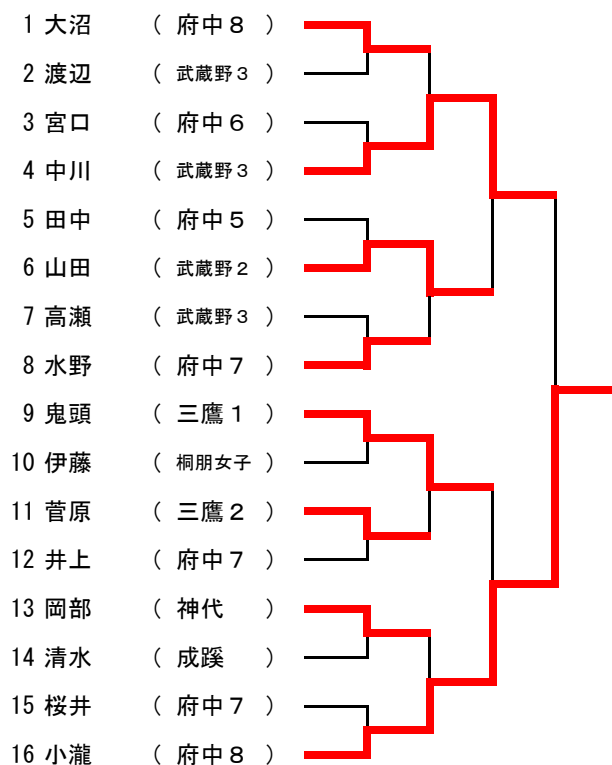 1 大沼 ( 府中８ )
2 渡辺 ( 武蔵野３ )
3 宮口 ( 府中６ )
4 中川 ( 武蔵野３ )
5 田中 ( 府中５ )
6 山田 ( 武蔵野２ )
7 高瀬 ( 武蔵野３ )
8 水野 ( 府中７ )
9 鬼頭 ( 三鷹１ )
10 伊藤 ( 桐朋女子 )
11 菅原 ( 三鷹２ )
12 井上 ( 府中７ )
13 岡部 ( 神代 )
14 清水 ( 成蹊 )
15 桜井 ( 府中７ )
16 小瀧 ( 府中８ )